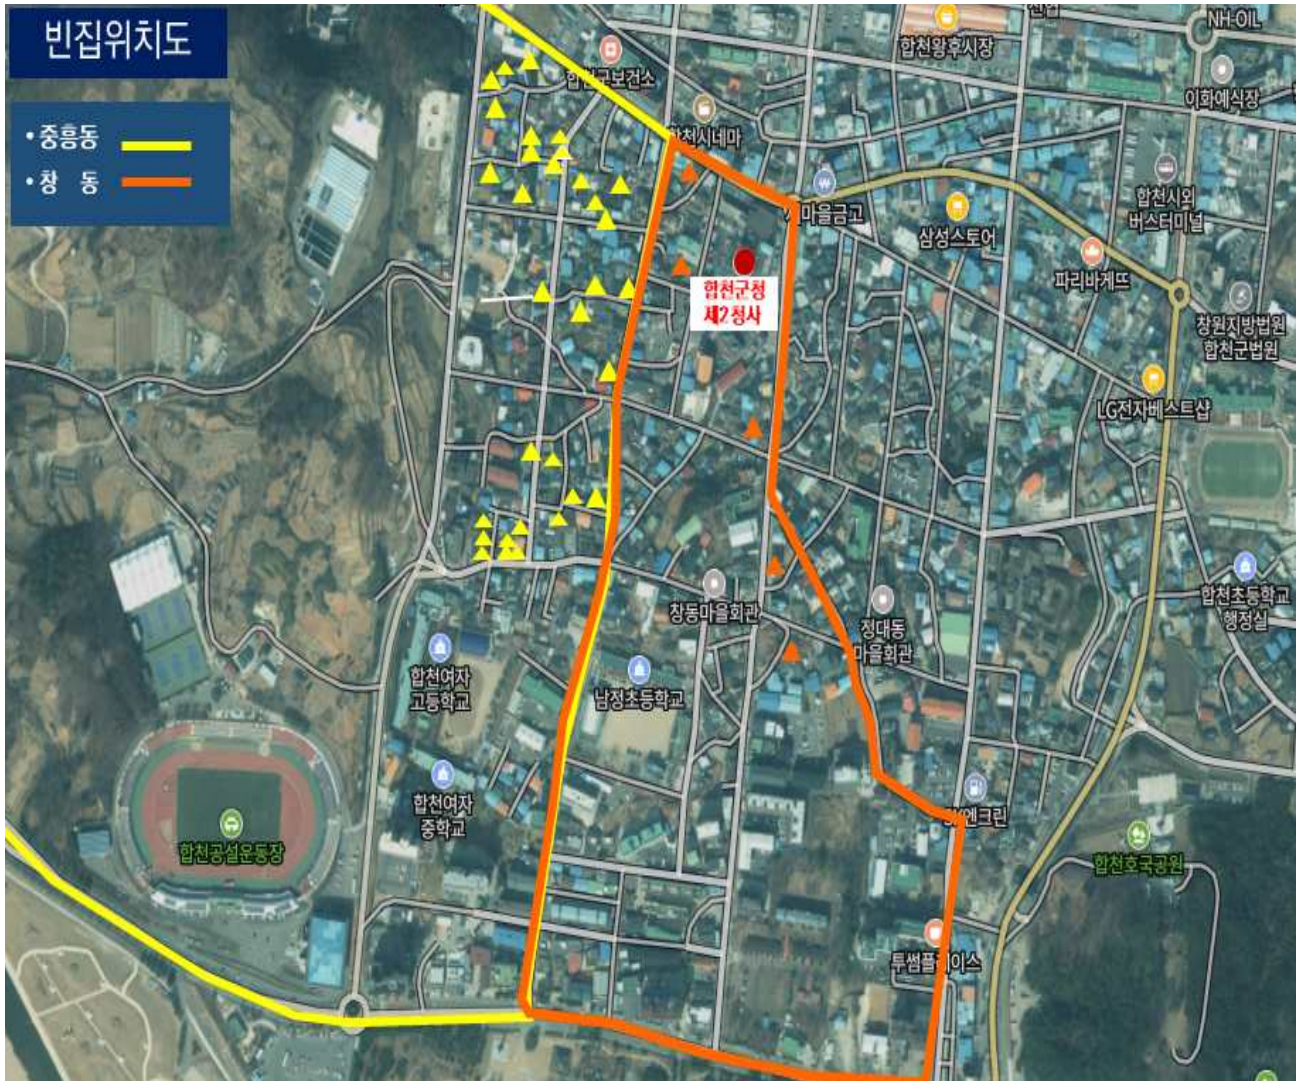 빈집위치도
• 중흥동
• 창 동
NH-OIL
합천왕후시장
합천군보건소
이화예식장
합천시네마
합천시외
버스터미널
새마을금고
삼성스토어
파리바게뜨
합천군청
제2청사
창원지방법원
합천군법원
LG전자베스트샵
합천초등학교
행정실
창동마을회관
정대동
마을회관
합천여자
고등학교
남정초등학교
합천여자
중학교
합천공설운동장
합천호국공원
투썸플레이스